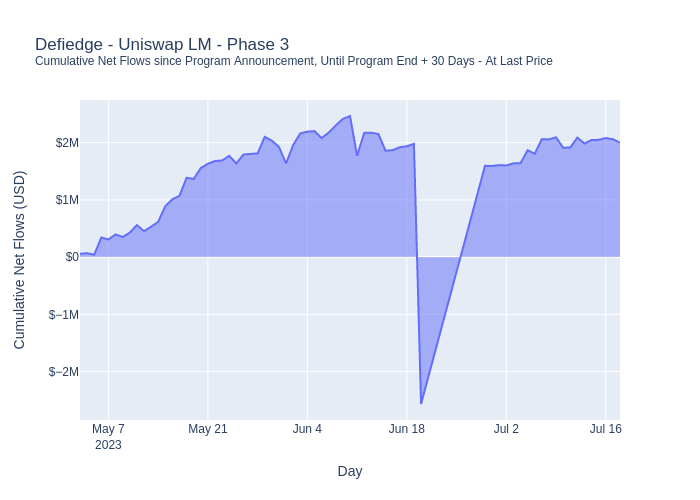 Defiedge - Uniswap LM - Phase 3
Cumulative Net Flows since Program Announcement, Until Program End + 30 Days - At Last Price
Cumulative Net Flows (USD)
$2M
$1M
$0
$−1M
$−2M
May 7
2023
May 21
Jun 4
Jun 18
Jul 2
Jul 16
Day